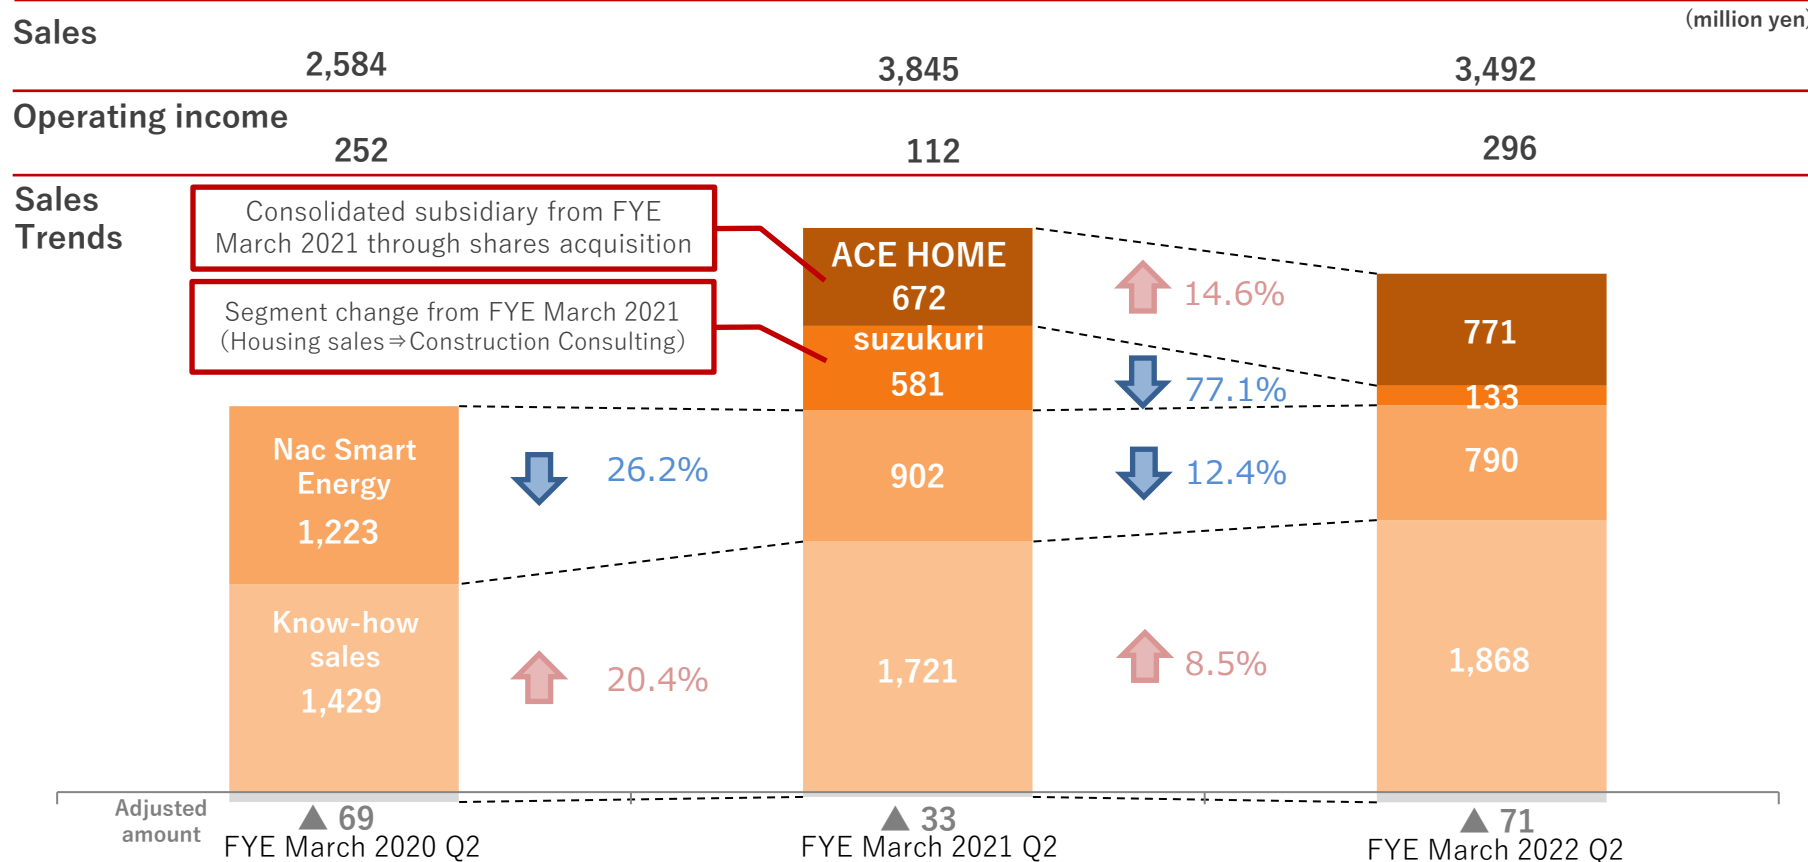 (million yen)
Sales
2,584
3,845
3,492
Operating income
252
112
296
Sales
Trends
Consolidated subsidiary from FYE
March 2021 through shares acquisition
Segment change from FYE March 2021
(Housing sales⇒Construction Consulting)
ACE HOME
672
suzukuri
581
14.6%
771
77.1%
133
Nac Smart
Energy
1,223
26.2%
902
12.4%
790
Know-how
sales
1,429
20.4%
1,721
8.5%
1,868
Adjusted
amount
▲ 69
▲ 33
▲ 71
FYE March 2020 Q2
FYE March 2021 Q2
FYE March 2022 Q2